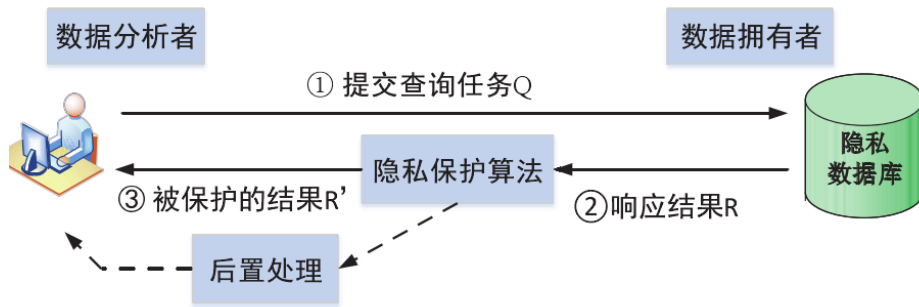 数据分析者
数据拥有者
① 提交查询任务Q
隐私保护算法
隐私
数据库
③ 被保护的结果R’
②响应结果R
后置处理